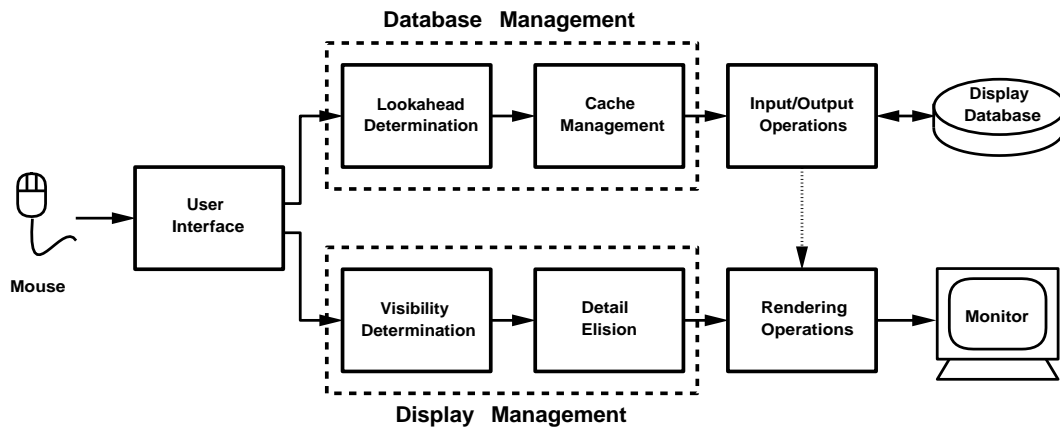 Database Management
Lookahead
Determination
Cache
Management
Input/Output
Operations
Display
Database
User
Interface
Mouse
Visibility
Determination
Detail
Elision
Rendering
Operations
Monitor
Display Management